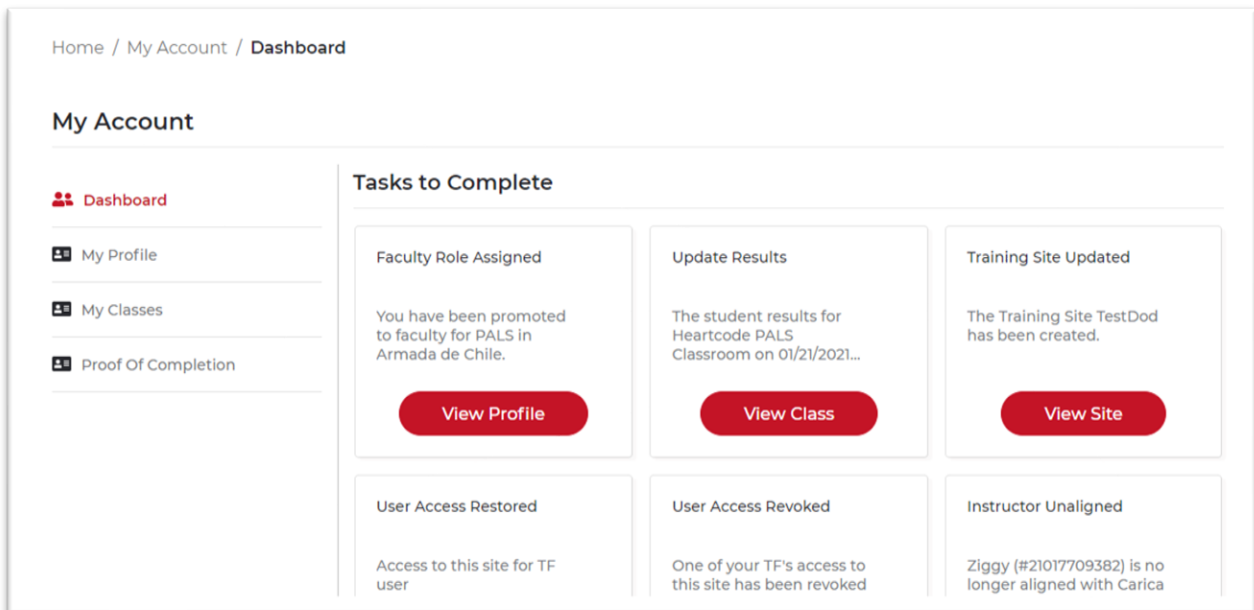 Home / My Account / Dashboard
My Account
Dashboard
My Profile
My Classes
Proof Of Completion
Tasks to Complete
Faculty Role Assigned
You have been promoted
to faculty for PALS in
Armada de Chile.
View Profile
Update Results
The student results for
Heartcode PALS
Classroom on 01/21/2021...
View Class
Training Site Updated
The Training Site TestDod
has been created.
View Site
User Access Restored
Access to this site for TF
user
User Access Revoked
One of your TF's access to
this site has been revoked
Instructor Unaligned
Ziggy (#21017709382) is no
longer aligned with Carica